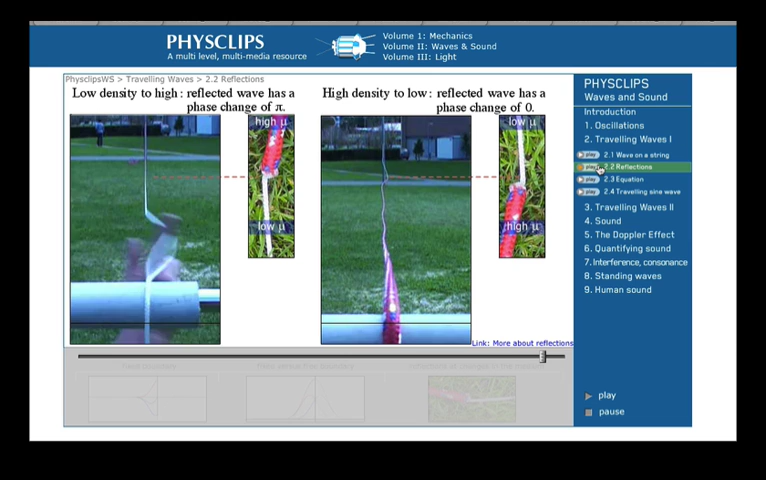 PHYSCLIPS
A multi level, multi-media resource
Volume 1: Mechanics
Volume II: Waves & Sound
Volume III: Light
PhysclipsWS > Travelling Waves > 2.2 Reflections
Low density to high: reflected wave has a
phase change of π.
high μ
low μ
High density to low: reflected wave has a
phase change of 0.
low μ
high μ
Link: More about reflections
PHYSCLIPS
Waves and Sound
Introduction
1. Oscillations
2. Travelling Waves I
play 2.1 Wave on a string
play 2.2 Reflections
play 2.3 Equation
play 2.4 Travelling sine wave
3. Travelling Waves II
4. Sound
5. The Doppler Effect
6. Quantifying sound
7. Interference, consonance
8. Standing waves
9. Human sound
play
pause